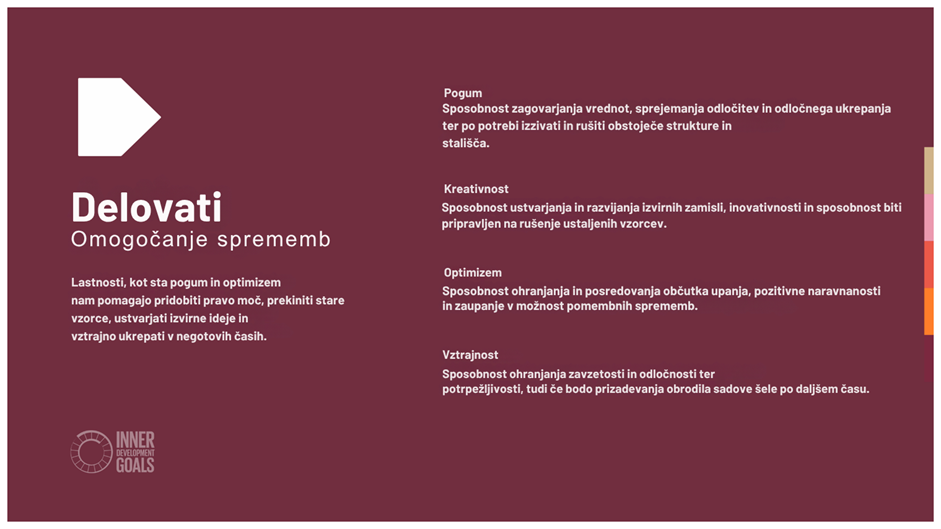 Delovati
Omogočanje sprememb
Lastnosti, kot sta pogum in optimizem
nam pomagajo pridobiti pravo moč, prekiniti stare
vzorce, ustvarjati izvirne ideje in
vztrajno ukrepati v negotovih časih.
INNER
DEVELOPMENT
GOALS
Pogum
Sposobnost zagovarjanja vrednot, sprejemanja odločitev in odločnega ukrepanja
ter po potrebi izzivati in rušiti obstoječe strukture in
stališča.
Kreativnost
Sposobnost ustvarjanja in razvijanja izvirnih zamisli, inovativnosti in sposobnost biti
pripravljen na rušenje ustaljenih vzorcev.
Optimizem
Sposobnost ohranjanja in posredovanja občutka upanja, pozitivne naravnanosti
in zaupanje v možnost pomembnih sprememb.
Vztrajnost
Sposobnost ohranjanja zavzetosti in odločnosti ter
potrpežljivosti, tudi če bodo prizadevanja obrodila sadove šele po daljšem času.